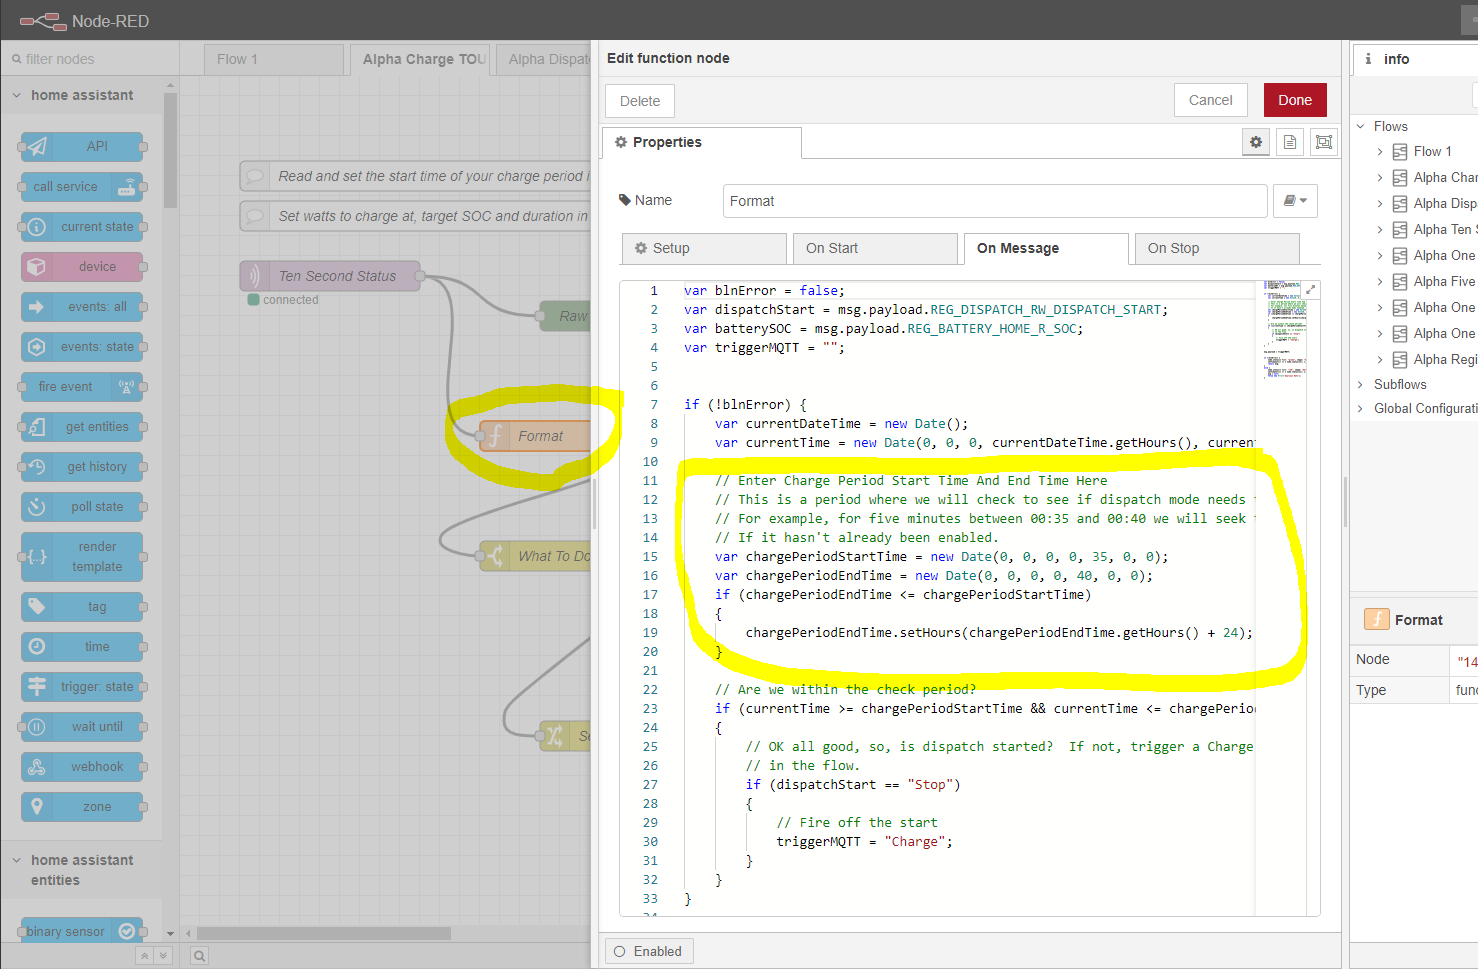 Node-RED
filter nodes
home assistant
API
call service
current state
device
events: all
events: state
fire event
get entities
get history
poll state
render
template
tag
time
trigger: state
wait until
webhook
zone
home assistant
entities
binary sensor
Flow 1
Alpha Charge TOU
Alpha Dispat
Read and set the start time of your charge period i
Set watts to charge at, target SOC and duration in
Ten Second Status
connected
Raw
Format
What To Do
Se
Edit function node
Delete
Cancel
Done
Properties
Name
Format
Setup
On Start
On Message
On Stop
1 var blnError = false;
2 var dispatchStart = msg.payload.REG_DISPATCH_RW_DISPATCH_START;
3 var batterySOC = msg.payload.REG_BATTERY_HOME_R_SOC;
4 var triggerMQTT = "";
5
6
7 if (!blnError) {
8 var currentDateTime = new Date();
9 var currentTime = new Date(0, 0, 0, currentDateTime.getHours(), curren
10
11 // Enter Charge Period Start Time And End Time Here
12 // This is a period where we will check to see if dispatch mode needs
13 // For example, for five minutes between 00:35 and 00:40 we will seek
14 // If it hasn't already been enabled.
15 var chargePeriodStartTime = new Date(0, 0, 0, 0, 35, 0, 0);
16 var chargePeriodEndTime = new Date(0, 0, 0, 0, 40, 0, 0);
17 if (chargePeriodEndTime <= chargePeriodStartTime)
18 {
19 chargePeriodEndTime.setHours(chargePeriodEndTime.getHours() + 24);
20 }
21
22 // Are we within the check period?
23 if (currentTime >= chargePeriodStartTime && currentTime <= chargePerio
24 {
25 // OK all good, so, is dispatch started?  If not, trigger a Charge
26 // in the flow.
27 if (dispatchStart == "Stop")
28 {
29 // Fire off the start
30 triggerMQTT = "Charge";
31 }
32 }
33 }
Enabled
info
Flows
Flow 1
Alpha Char
Alpha Disp
Alpha Ten S
Alpha One
Alpha Five
Alpha One
Alpha One
Alpha Regi
Subflows
Global Configurati
Format
Node
"14
Type
func